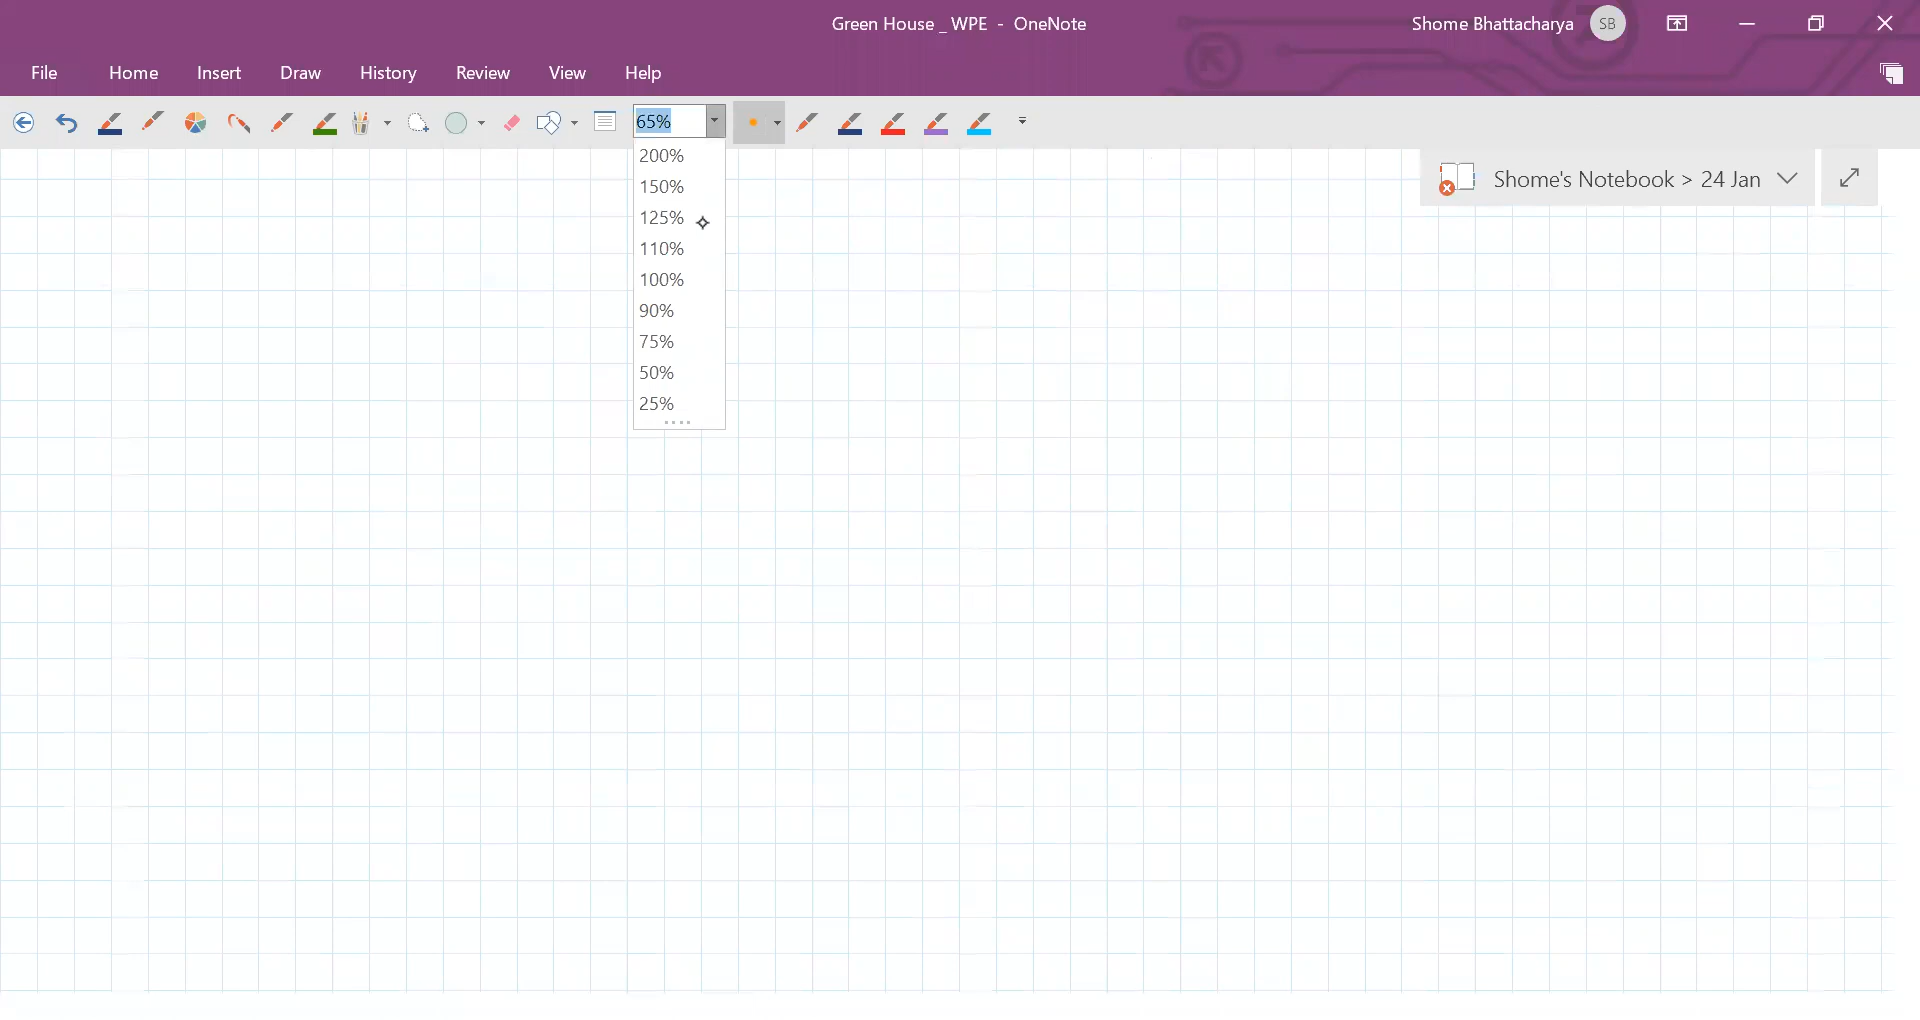 Green House _ WPE - OneNote
Shome Bhattacharya SB
File Home Insert Draw History Review View Help
65%
200%
150%
125%
110%
100%
90%
75%
50%
25%
Shome's Notebook > 24 Jan